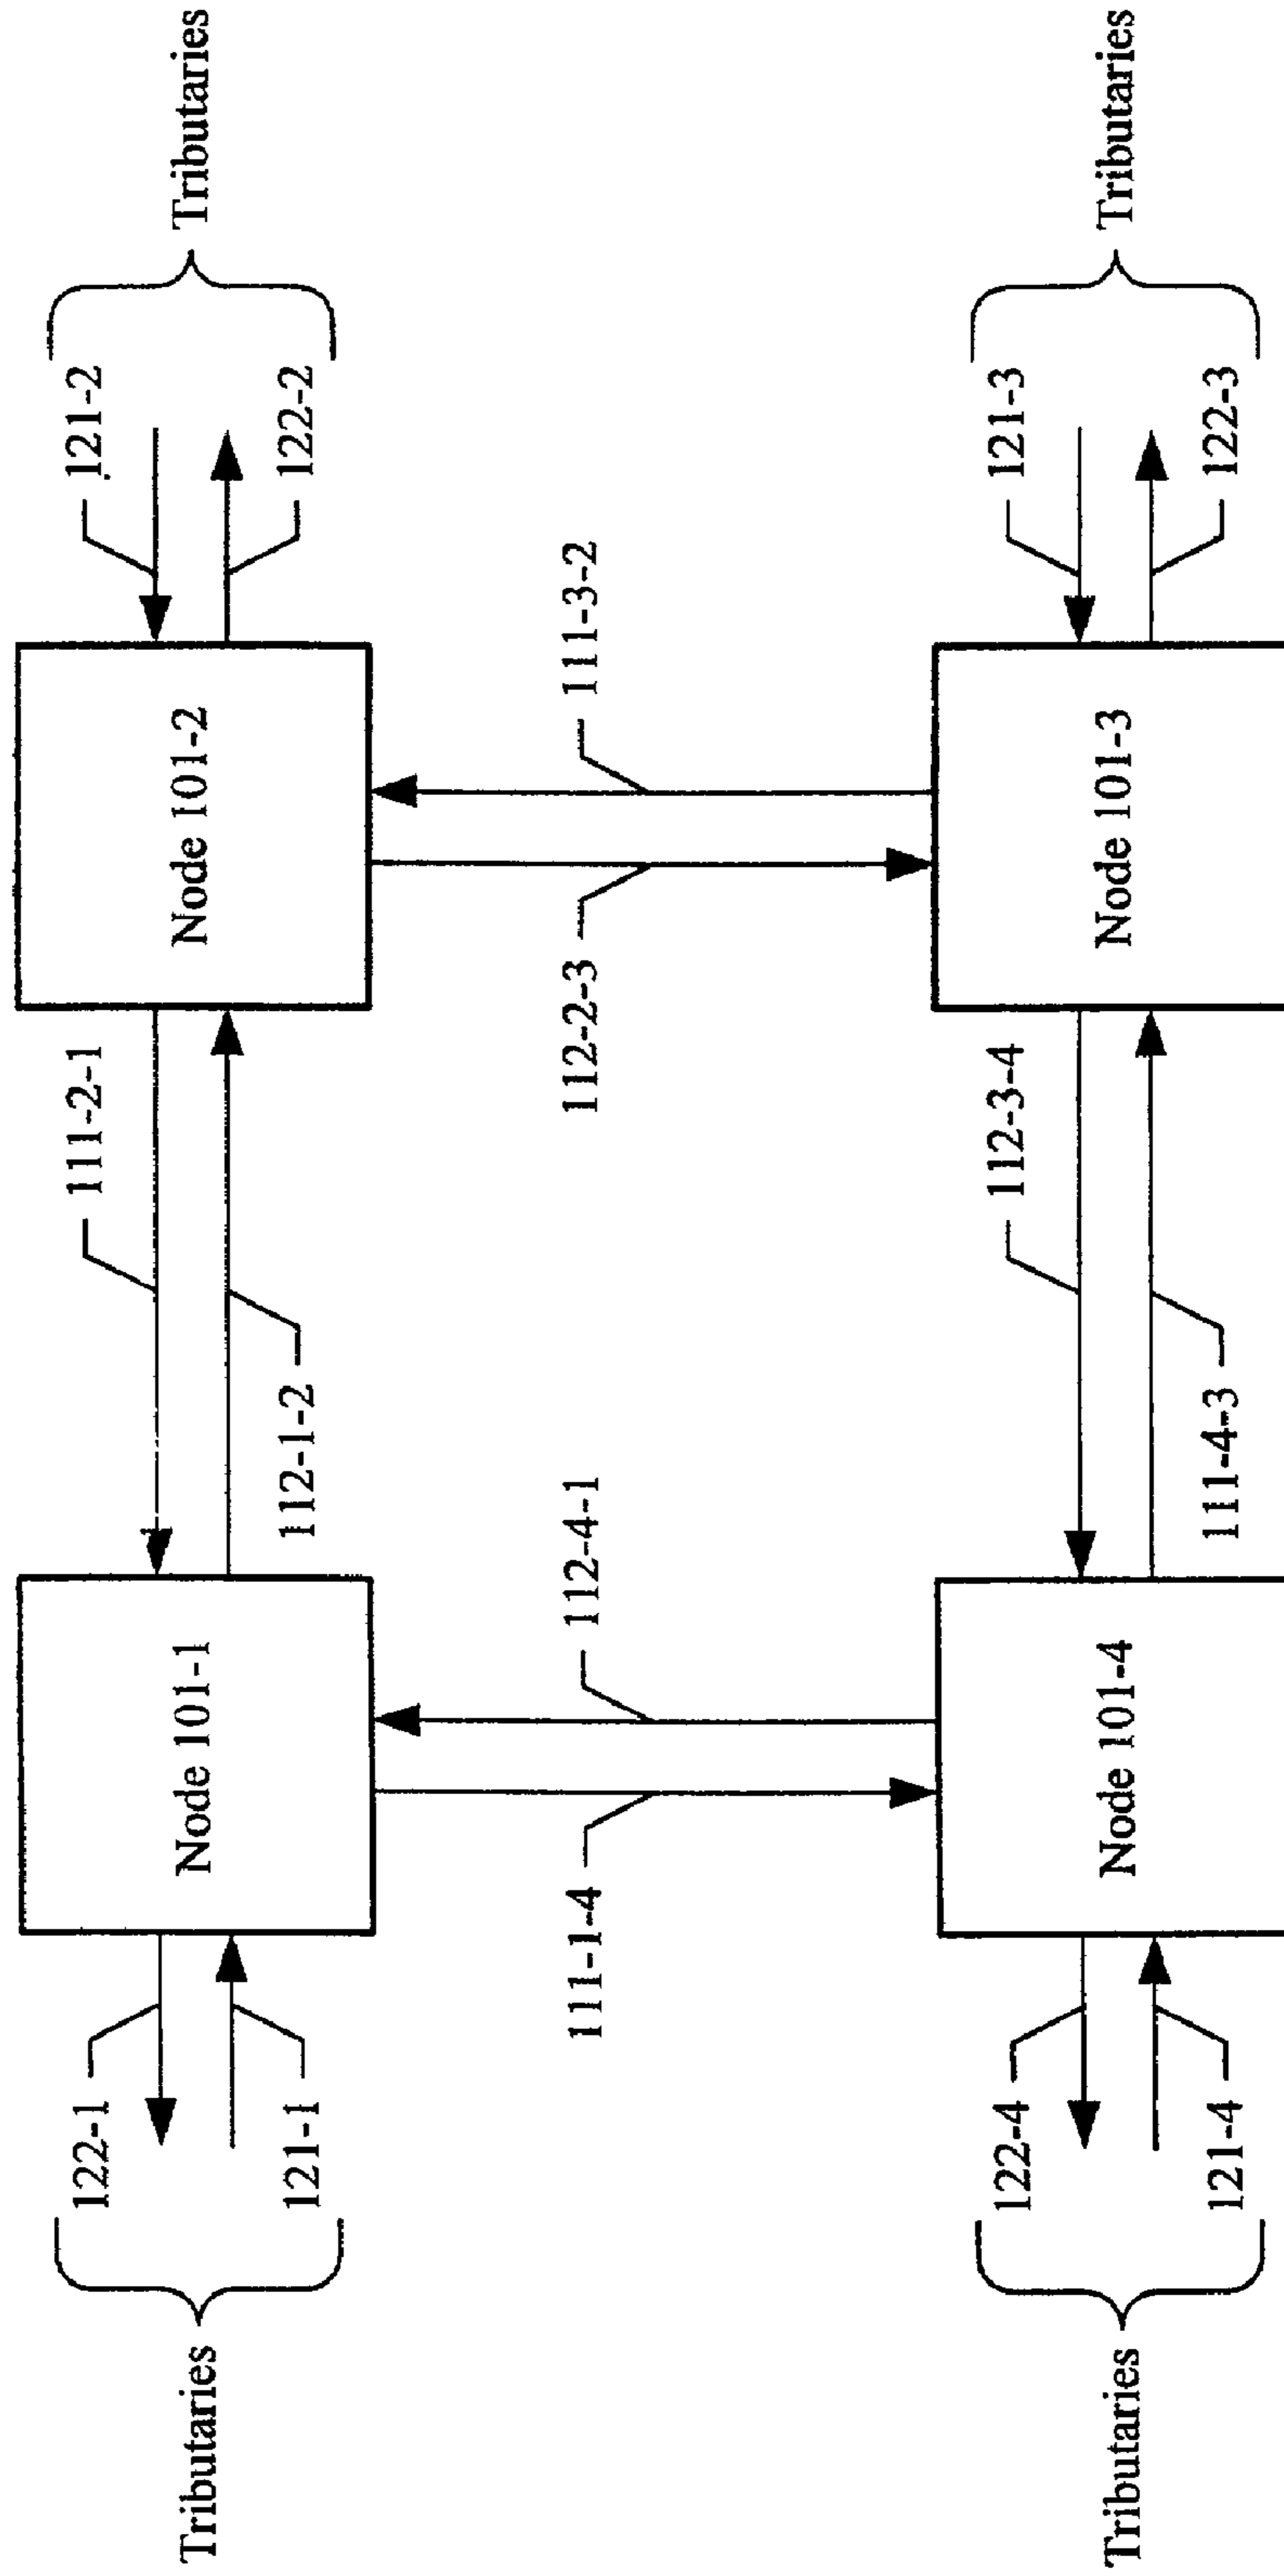 Tributaries
122-1
121-1
Node 101-1
111-2-1
112-1-2
Node 101-2
121-2
122-2
Tributaries
111-1-4
112-4-1
112-2-3
111-3-2
Tributaries
122-4
121-4
Node 101-4
112-3-4
111-4-3
Node 101-3
121-3
122-3
Tributaries